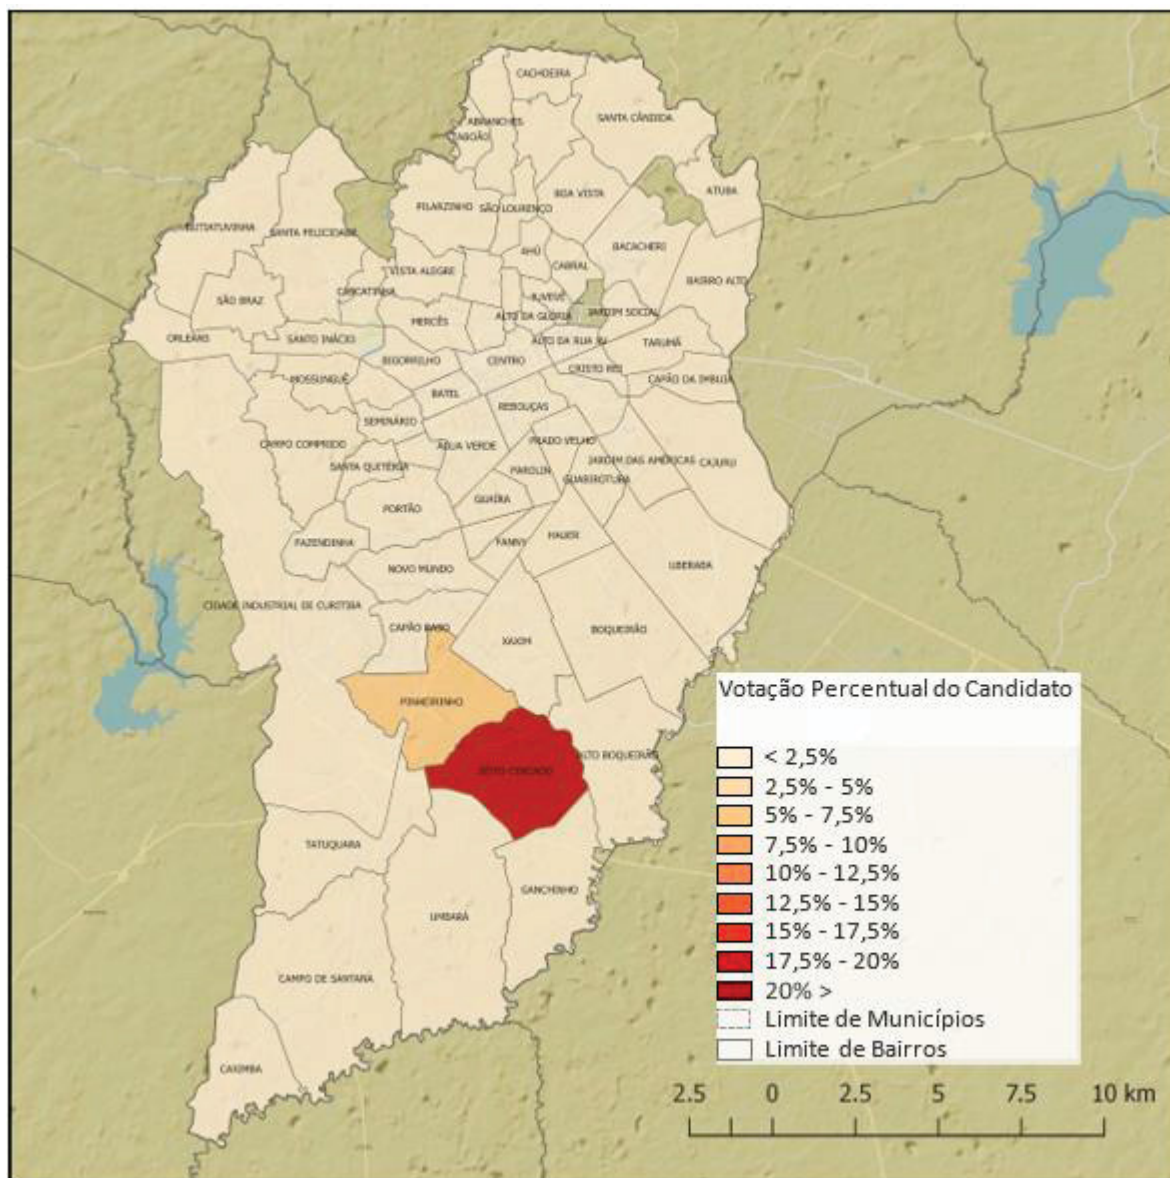 CACHOEIRA
SANTA CÂNDIDA
ABRANCHES
TABOÃO
ATUBA
BOA VISTA
PILARZINHO
SÃO LOURENÇO
BUTIATUVINHA
SANTA FELICIDADE
AHÚ
BACACHERI
CABRAL
VISTA ALEGRE
BAIRRO ALTO
CASCATINHA
SÃO BRAZ
JUVEVÊ
ALTO DA GLÓRIA
JARDIM SOCIAL
MERCÊS
ORLEANS
SANTO INÁCIO
ALTO DA RUA XV
TARUMÃ
BIGORRILHO
CENTRO
CRISTO REI
MOSSUNGUÊ
CAPÃO DA IMBUIA
BATEL
REBOUÇAS
SEMINÁRIO
CAMPO COMPRIDO
ÁGUA VERDE
PRADO VELHO
SANTA QUITÉRIA
PAROLIN
JARDIM DAS AMÉRICAS
CAJURU
GUABIROTUBA
GUAÍRA
PORTÃO
FAZENDINHA
FANNY
HAUER
NOVO MUNDO
UBERABA
CIDADE INDUSTRIAL DE CURITIBA
CAPÃO RASO
XAXIM
BOQUEIRÃO
PINHEIRINHO
ALTO BOQUEIRÃO
SÍTIO CERCADO
TATUQUARA
GANCHINHO
UMBARÁ
CAMPO DE SANTANA
CAXIMBA
Votação Percentual do Candidato
< 2,5%
2,5% - 5%
5% - 7,5%
7,5% - 10%
10% - 12,5%
12,5% - 15%
15% - 17,5%
17,5% - 20%
20% >
Limite de Municípios
Limite de Bairros
2.5 0 2.5 5 7.5 10 km